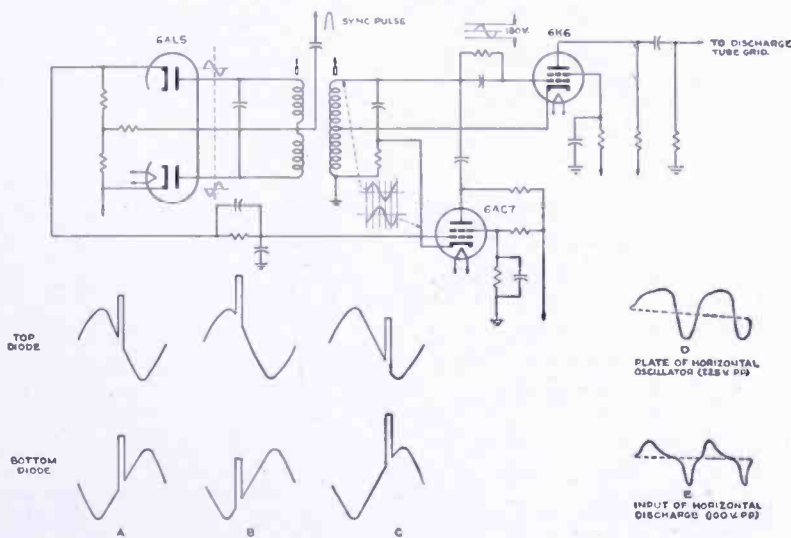 6AL5
SYNC PULSE
180V.
6K6
TO DISCHARGE
TUBE GRID.
6AC7
TOP
DIODE
D
PLATE OF HORIZONTAL
OSCILLATOR (225 V. PP)
BOTTOM
DIODE
A
B
C
E
INPUT OF HORIZONTAL
DISCHARGE (100 V. PP)